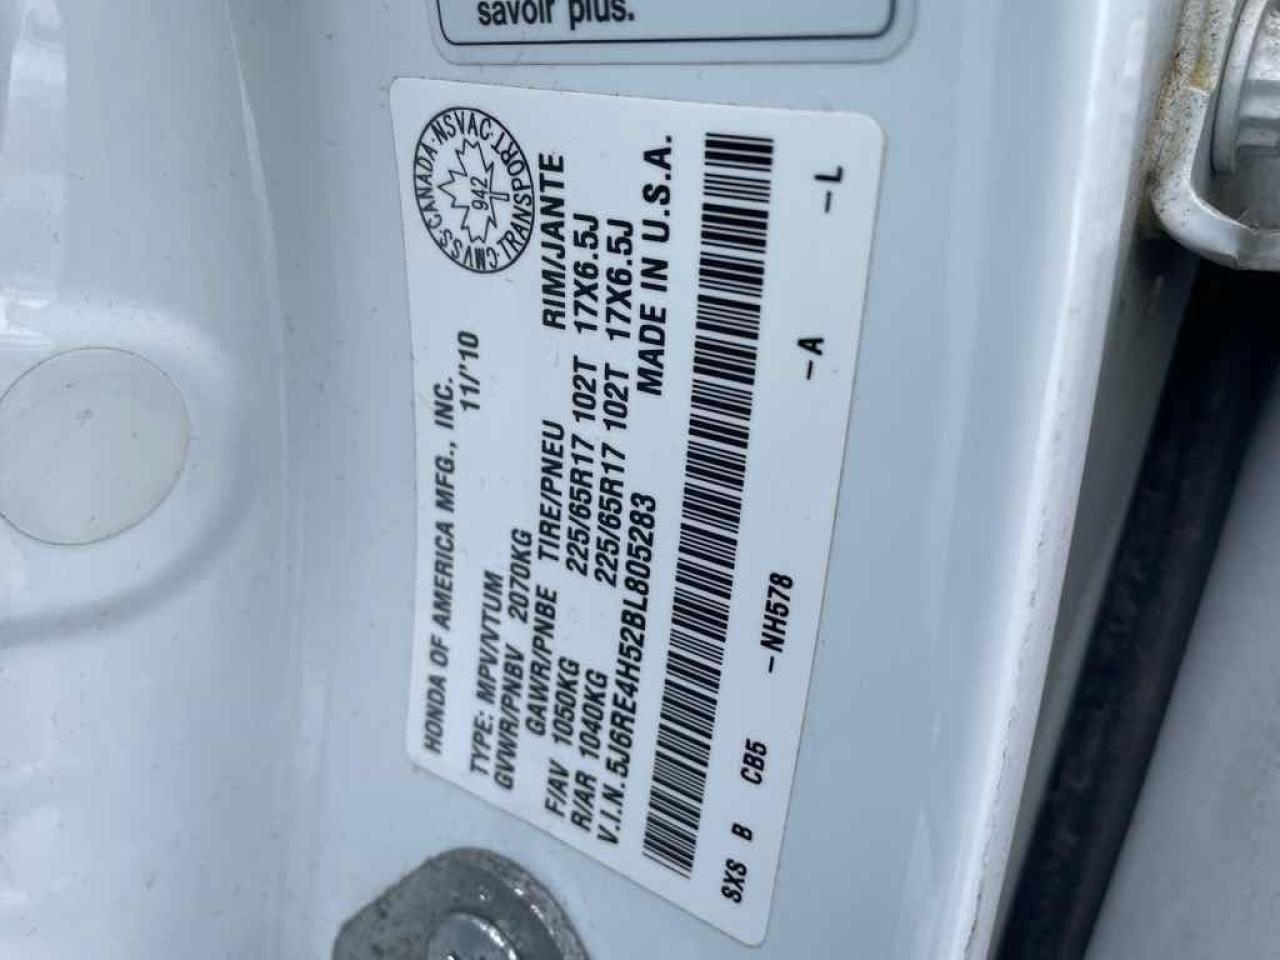 savoir plus.
HONDA OF AMERICA MFG., INC.
11/'10
CMVSS·CANADA·NSVAC·TRANSPORT
942
TYPE: MPV/VTUM
GVWR/PNBV 2070KG
GAWR/PNBE TIRE/PNEU RIM/JANTE
F/AV 1050KG 225/65R17 102T 17X6.5J
R/AR 1040KG 225/65R17 102T 17X6.5J
V.I.N. 5J6RE4H52BL805283 MADE IN U.S.A.
SXS B CB5 -NH578 -A -L